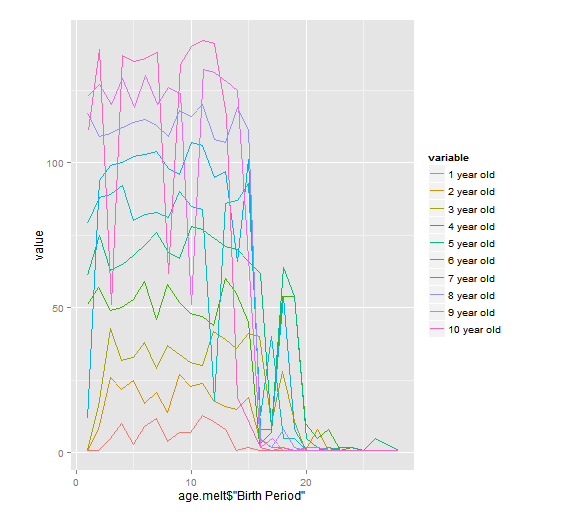 100
50
0
value
0
20
age.melt$"Birth Period"
variable
1 year old
2 year old
3 year old
4 year old
5 year old
6 year old
7 year old
8 year old
9 year old
10 year old